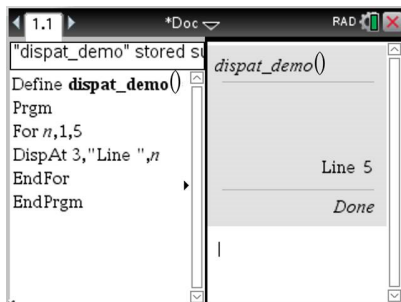 1.1 *Doc RAD
"dispat_demo" stored su
Define dispat_demo()
Prgm
For n,1,5
DispAt 3,"Line ",n
EndFor
EndPrgm
dispat_demo()
Line 5
Done